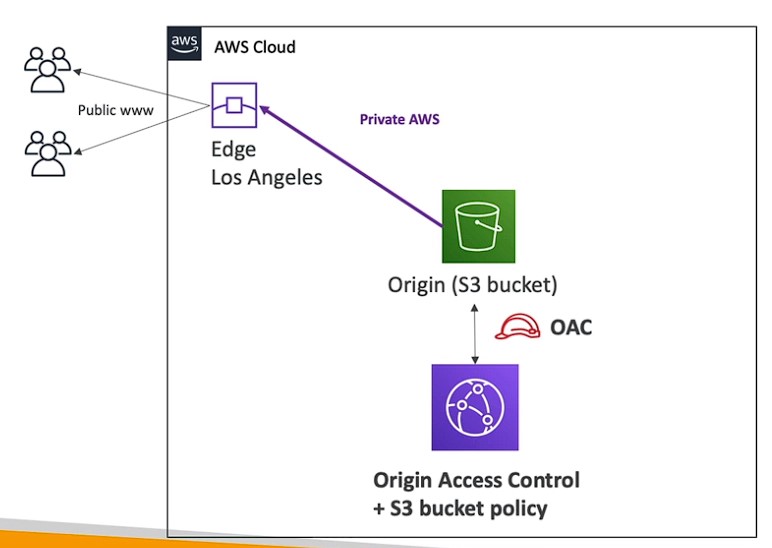 aws
AWS Cloud
Public www
Private AWS
Edge
Los Angeles
Origin (S3 bucket)
OAC
Origin Access Control
+ S3 bucket policy